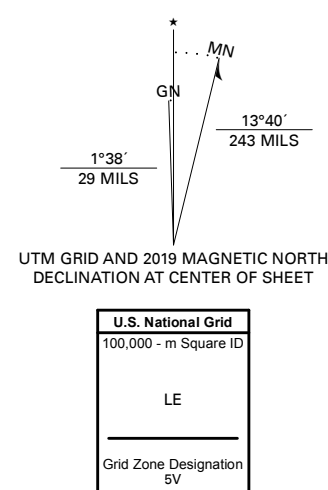 ★
MN
GN
13°40´
243 MILS
1°38´
29 MILS
UTM GRID AND 2019 MAGNETIC NORTH
DECLINATION AT CENTER OF SHEET
U.S. National Grid
100,000 - m Square ID
LE
Grid Zone Designation
5V